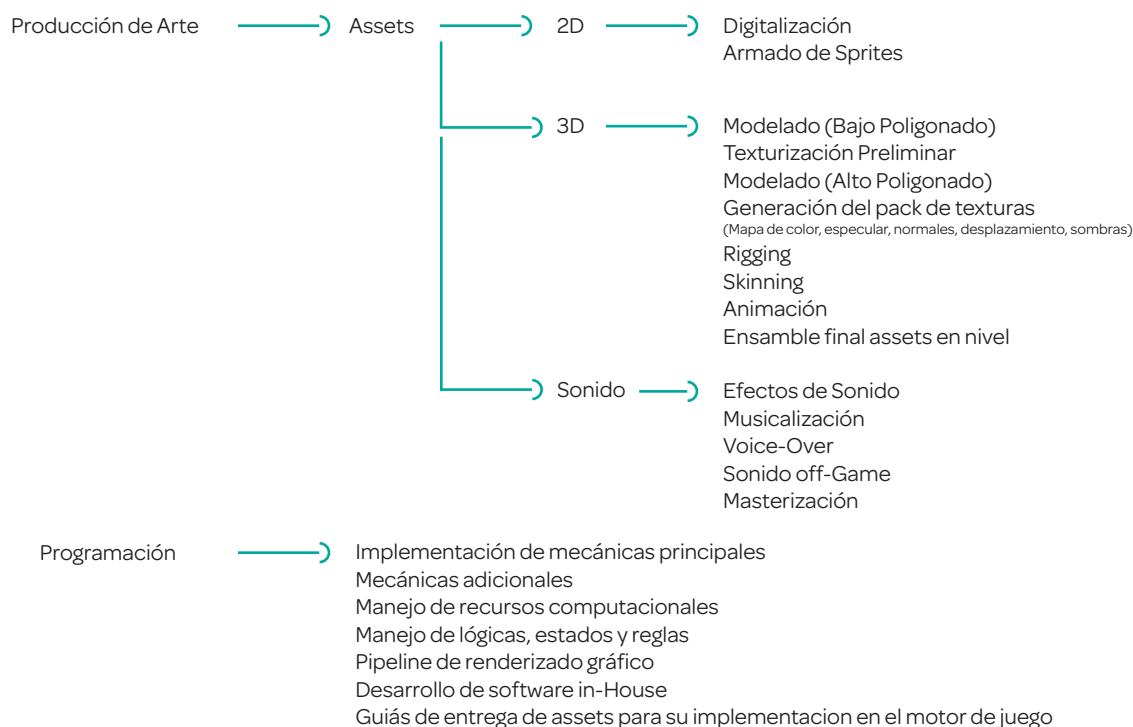 Producción de Arte
Assets
2D
Digitalización
Armado de Sprites
3D
Modelado (Bajo Poligonado)
Texturización Preliminar
Modelado (Alto Poligonado)
Generación del pack de texturas
(Mapa de color, especular, normales, desplazamiento, sombras)
Rigging
Skinning
Animación
Ensamble final assets en nivel
Sonido
Efectos de Sonido
Musicalización
Voice-Over
Sonido off-Game
Masterización
Programación
Implementación de mecánicas principales
Mecánicas adicionales
Manejo de recursos computacionales
Manejo de lógicas, estados y reglas
Pipeline de renderizado gráfico
Desarrollo de software in-House
Guiás de entrega de assets para su implementacion en el motor de juego